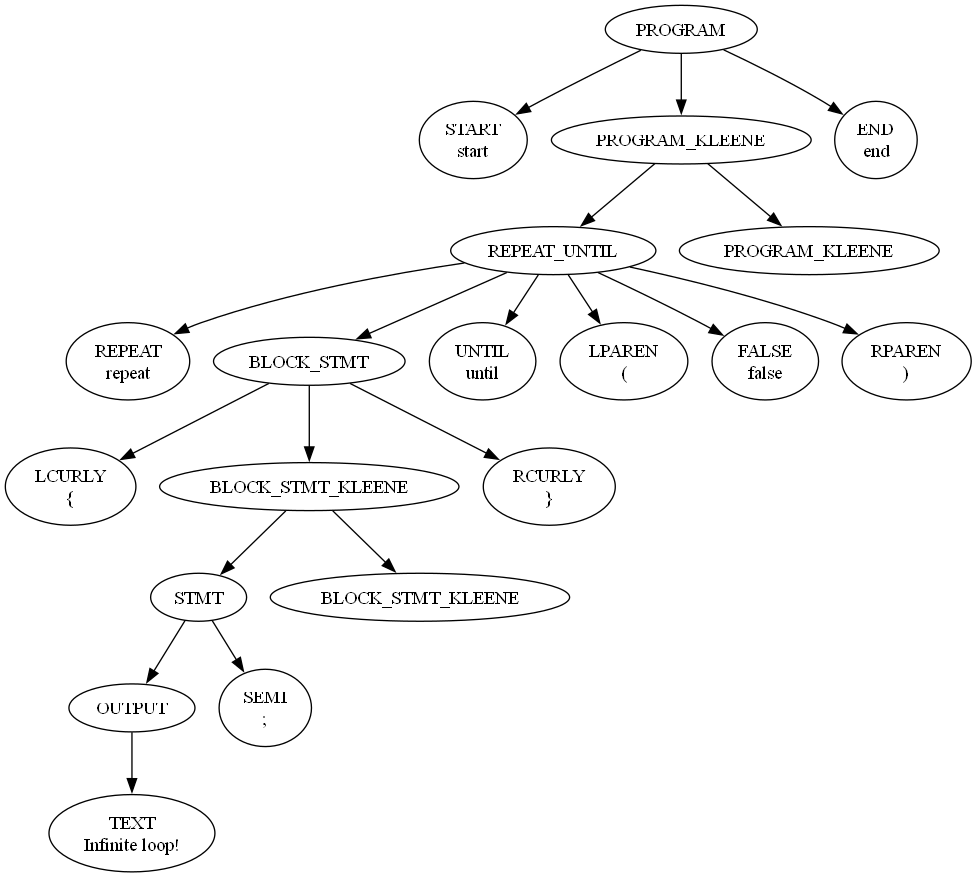 PROGRAM
START
start
PROGRAM_KLEENE
END
end
REPEAT_UNTIL
PROGRAM_KLEENE
REPEAT
repeat
BLOCK_STMT
UNTIL
until
LPAREN
(
FALSE
false
RPAREN
)
LCURLY
{
BLOCK_STMT_KLEENE
RCURLY
}
STMT
BLOCK_STMT_KLEENE
OUTPUT
SEMI
;
TEXT
Infinite loop!